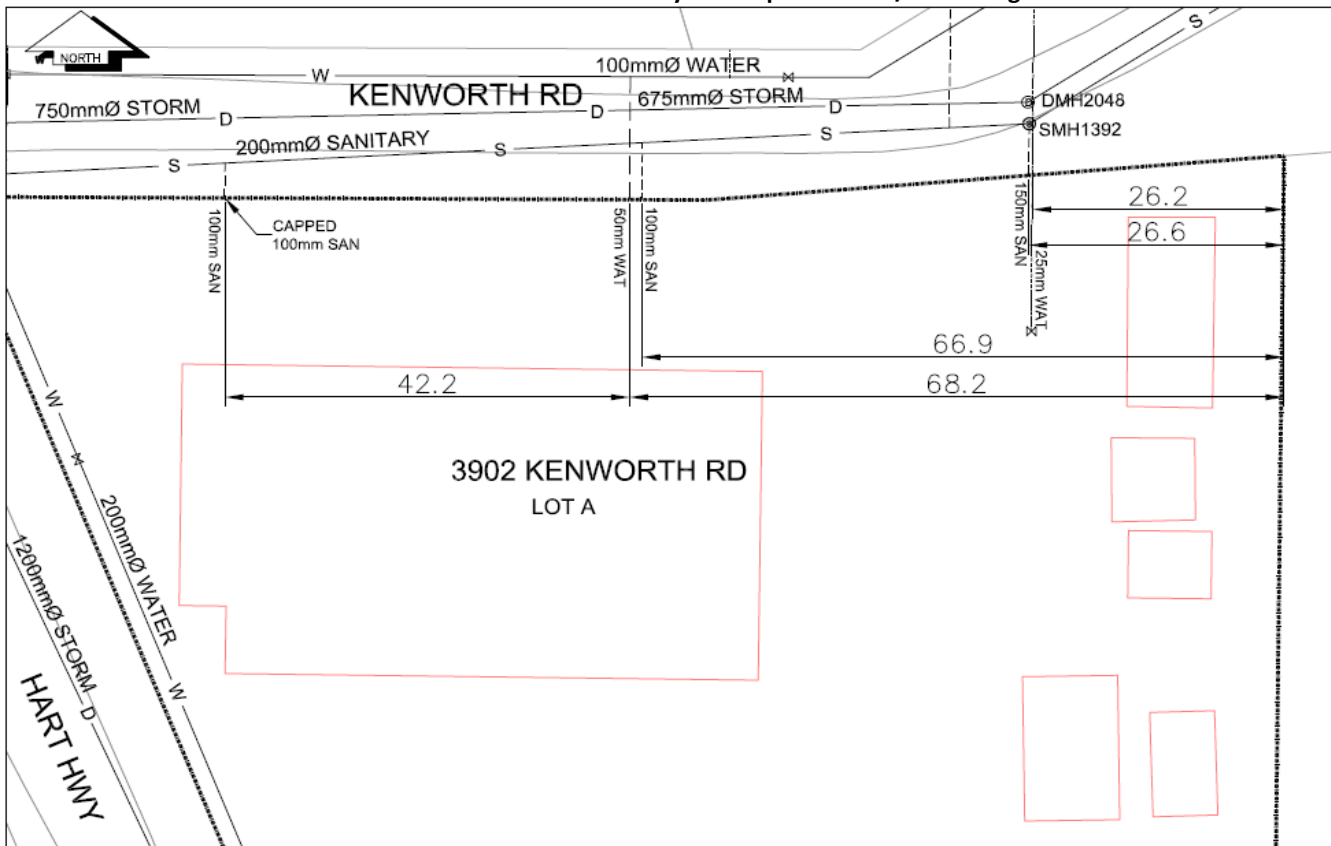 NORTH
W
100mmØ WATER
S
KENWORTH RD
750mmØ STORM
D
D
675mmØ STORM
D
DMH2048
SMH1392
200mmØ SANITARY
S
S
S
CAPPED
100mm SAN
100mm SAN
50mm WAT
100mm SAN
150mm SAN
25mm WAT
26.2
26.6
66.9
42.2
68.2
3902 KENWORTH RD
LOT A
W
200mmØ WATER
W
1200mmØ STORM
D
HART HWY